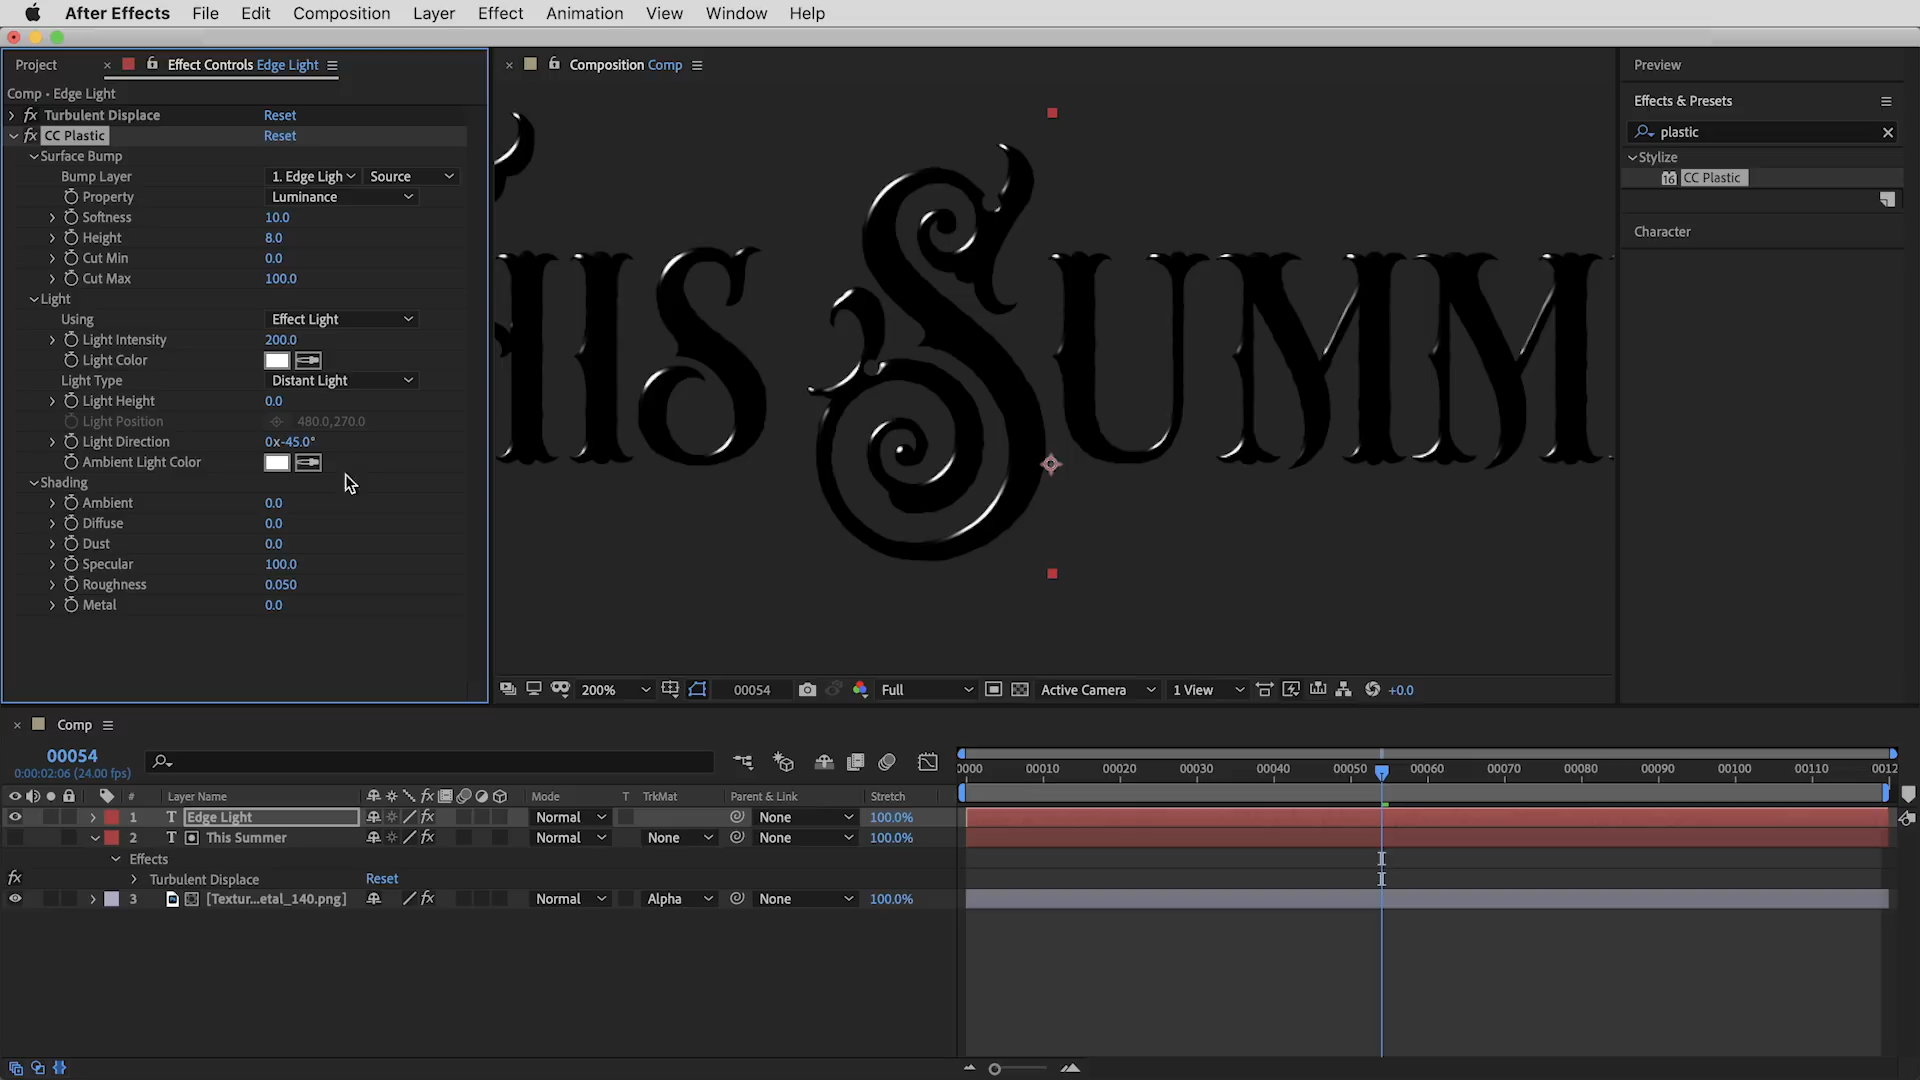 After Effects File Edit Composition Layer Effect Animation View Window Help
Project Effect Controls Edge Light
Comp • Edge Light
fx Turbulent Displace Reset
fx CC Plastic Reset
Surface Bump
Bump Layer 1. Edge Ligh Source
Property Luminance
Softness 10.0
Height 8.0
Cut Min 0.0
Cut Max 100.0
Light
Using Effect Light
Light Intensity 200.0
Light Color
Light Type Distant Light
Light Height 0.0
Light Position 480.0,270.0
Light Direction 0x-45.0°
Ambient Light Color
Shading
Ambient 0.0
Diffuse 0.0
Dust 0.0
Specular 100.0
Roughness 0.050
Metal 0.0
Composition Comp
HIS SUMM
200% 00054 Full Active Camera 1 View +0.0
Preview
Effects & Presets
plastic
Stylize
16 CC Plastic
Character
Comp
00054
0:00:02:06 (24.00 fps)
0000 00010 00020 00030 00040 00050 00060 00070 00080 00090 00100 00110 0012
# Layer Name fx Mode T TrkMat Parent & Link Stretch
1 T Edge Light fx Normal None 100.0%
2 T This Summer fx Normal None None 100.0%
Effects
fx Turbulent Displace Reset
3 [Textur...etal_140.png] fx Normal Alpha None 100.0%